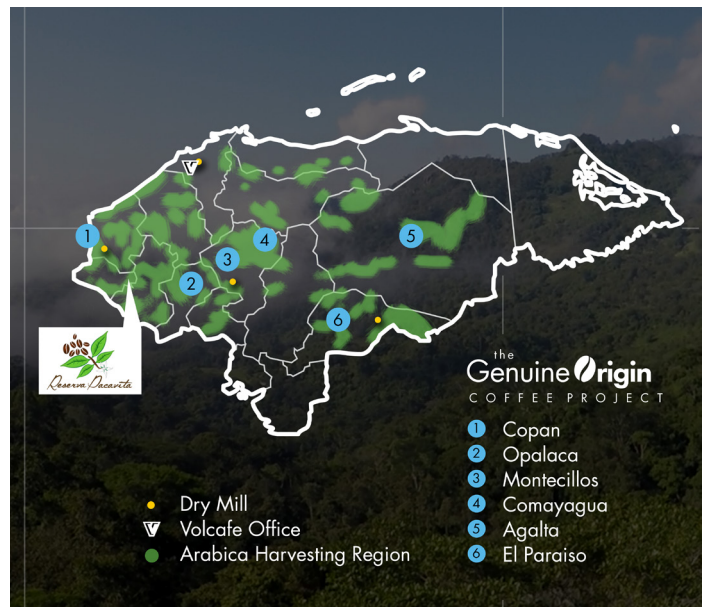 1
2
3
4
5
6
Reserva Pacavita
the
Genuine Origin
COFFEE PROJECT
1 Copan
2 Opalaca
3 Montecillos
4 Comayagua
5 Agalta
6 El Paraiso
Dry Mill
Volcafe Office
Arabica Harvesting Region